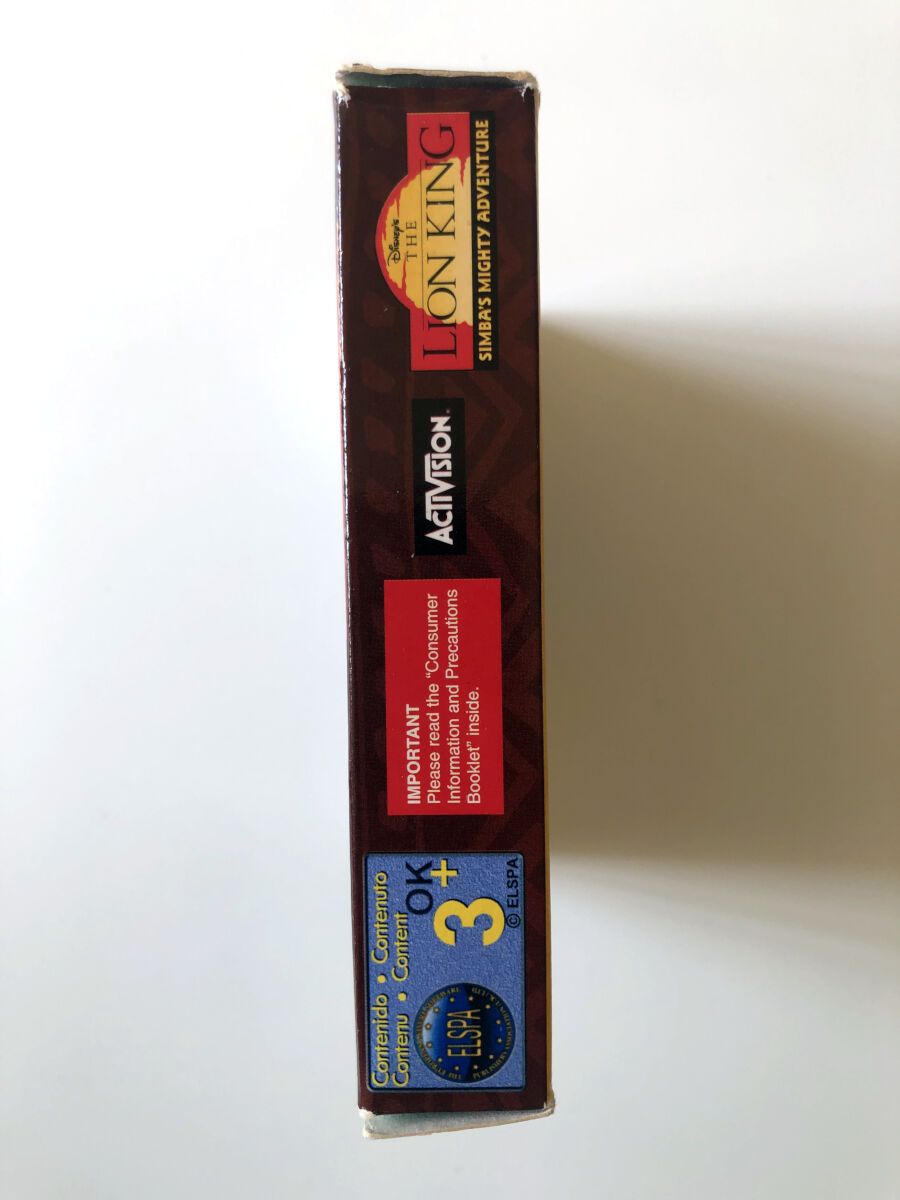 Contenido • Contenuto
Contenu • Content
OK
3+
ELSPA
© ELSPA
IMPORTANT
Please read the “Consumer
Information and Precautions
Booklet” inside.
ACTIVISION.
DISNEY'S
THE
LION KING
SIMBA'S MIGHTY ADVENTURE